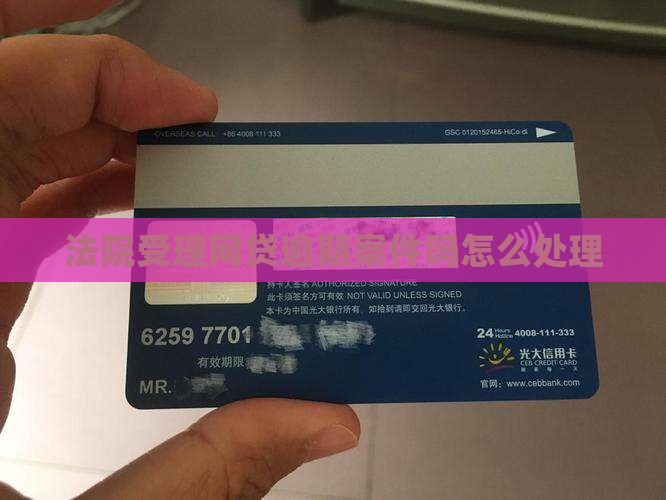 OVERSEAS CALL: +86 4008 111 333
GSC 0120152465-HiCo-di
法院受理网贷逾期案件吗怎么处理
持卡人签名 AUTHORIZED SIGNATURE
此卡须签名方可有效 NOT VALID UNLESS SIGNED
本卡为中国光大银行所有，如拾到请即交回光大银行。
6259 7701
24 Hours Hotline 4008-111-333
有效期限
光大信用卡
CEB CREDIT CARD
MR.
官网：www.cebbank.com